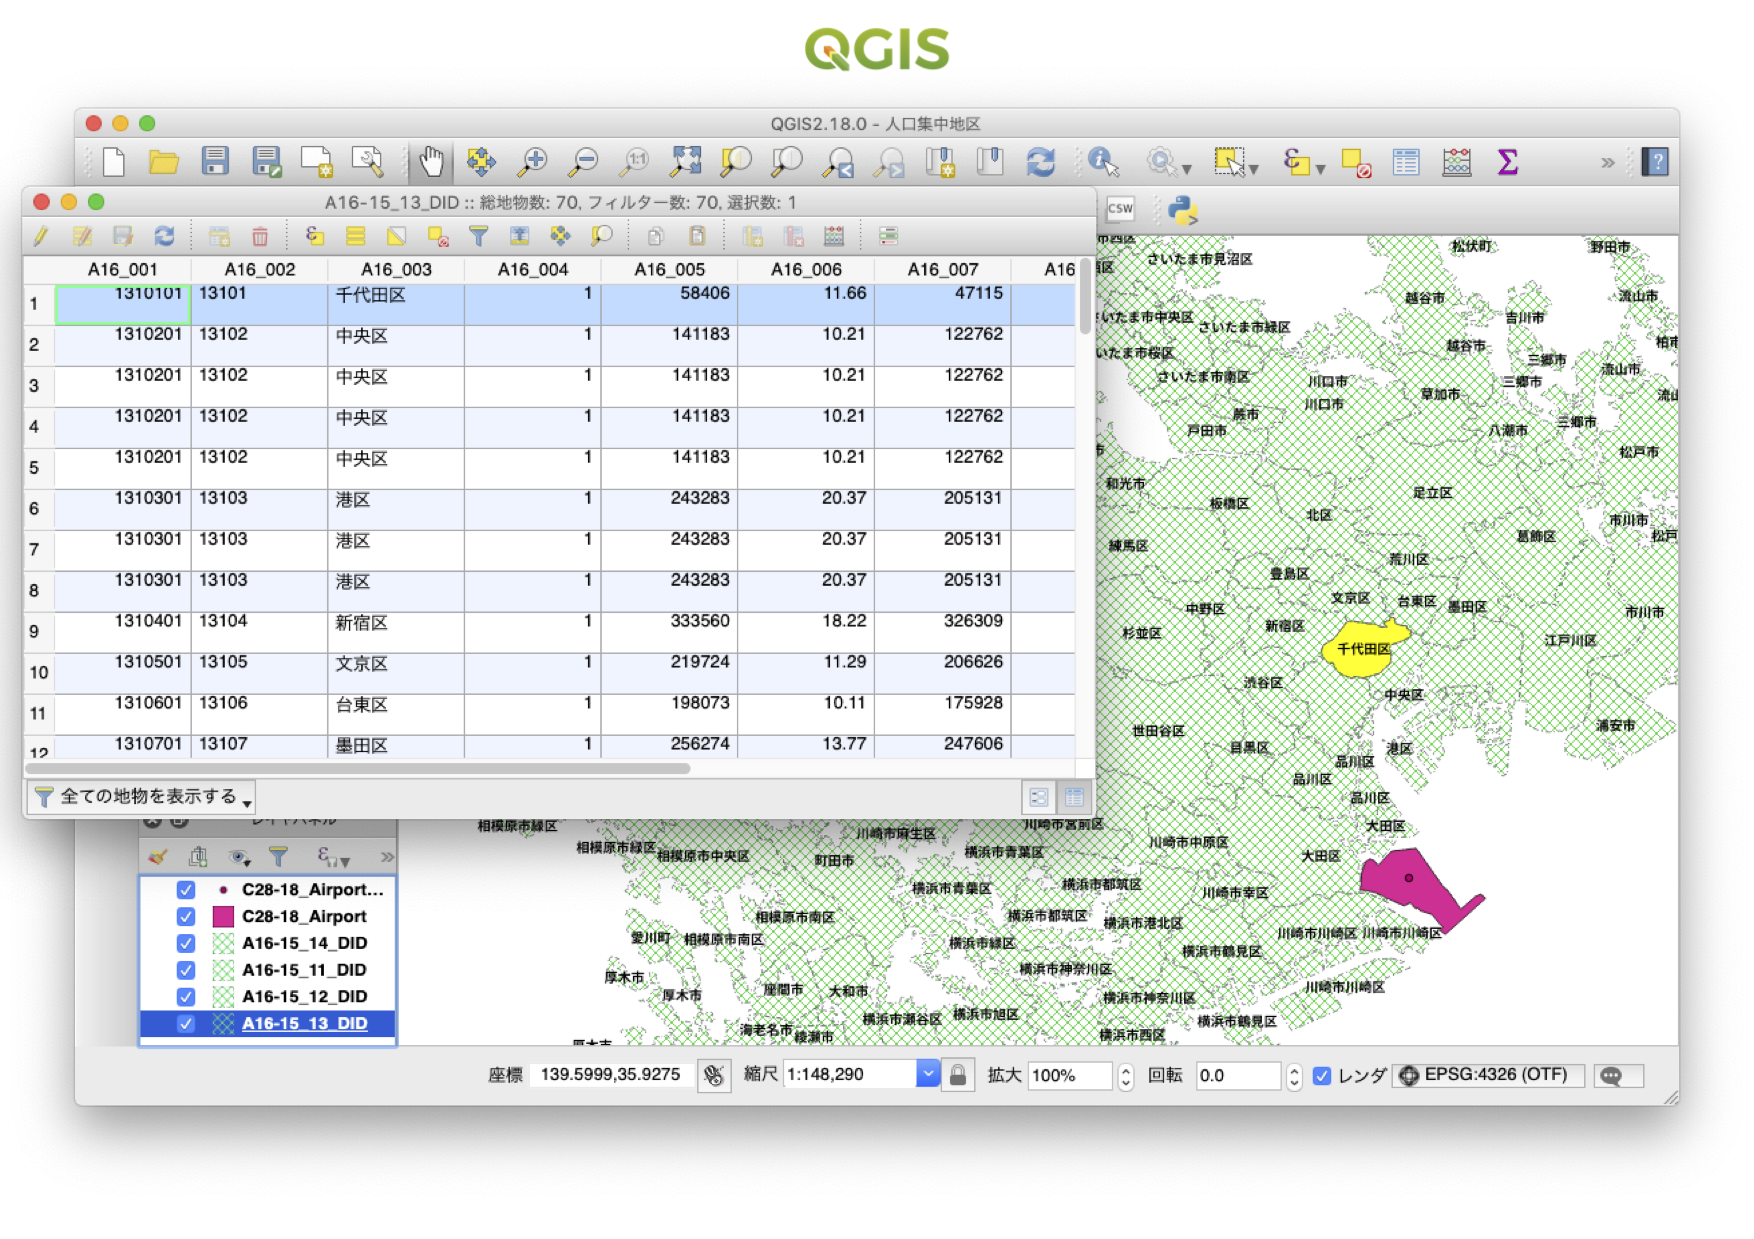 QGIS
QGIS2.18.0 - 人口集中地区
A16-15_13_DID :: 総地物数: 70, フィルター数: 70, 選択数: 1
CSW
A16_001 A16_002 A16_003 A16_004 A16_005 A16_006 A16_007 A16
1 1310101 13101 千代田区 1 58406 11.66 47115
2 1310201 13102 中央区 1 141183 10.21 122762
3 1310201 13102 中央区 1 141183 10.21 122762
4 1310201 13102 中央区 1 141183 10.21 122762
5 1310201 13102 中央区 1 141183 10.21 122762
6 1310301 13103 港区 1 243283 20.37 205131
7 1310301 13103 港区 1 243283 20.37 205131
8 1310301 13103 港区 1 243283 20.37 205131
9 1310401 13104 新宿区 1 333560 18.22 326309
10 1310501 13105 文京区 1 219724 11.29 206626
11 1310601 13106 台東区 1 198073 10.11 175928
12 1310701 13107 墨田区 1 256274 13.77 247606
全ての地物を表示する
松伏町 野田市
さいたま市見沼区
越谷市 流山市
吉川市
さいたま市緑区
越谷市
三郷市
流山市
さいたま市南区
川口市 三郷市
草加市
川口市
蕨市
三郷市
戸田市 八潮市
松戸市
和光市
足立区
板橋区
北区 市川市
葛飾区
練馬区
荒川区
豊島区
文京区 台東区 墨田区
中野区 市川市
新宿区
杉並区 江戸川区
千代田区
渋谷区
中央区
浦安市
世田谷区
目黒区 港区
品川区
品川区
品川区
大田区
相模原市緑区 川崎市麻生区 川崎市宮前区
川崎市中原区
相模原市緑区 相模原市中央区 町田市 横浜市青葉区 大田区
横浜市青葉区 横浜市都筑区 川崎市幸区
相模原市南区 横浜市都筑区 横浜市港北区
愛川町 相模原市南区 横浜市緑区 川崎市川崎区 川崎市川崎区
横浜市鶴見区
厚木市 横浜市神奈川区
厚木市 座間市 大和市 横浜市神奈川区 川崎市川崎区
横浜市瀬谷区 横浜市旭区 横浜市鶴見区
海老名市 綾瀬市 横浜市西区
C28-18_Airport...
C28-18_Airport
A16-15_14_DID
A16-15_11_DID
A16-15_12_DID
A16-15_13_DID
座標 139.5999,35.9275 縮尺 1:148,290 拡大 100% 回転 0.0 レンダ EPSG:4326 (OTF)